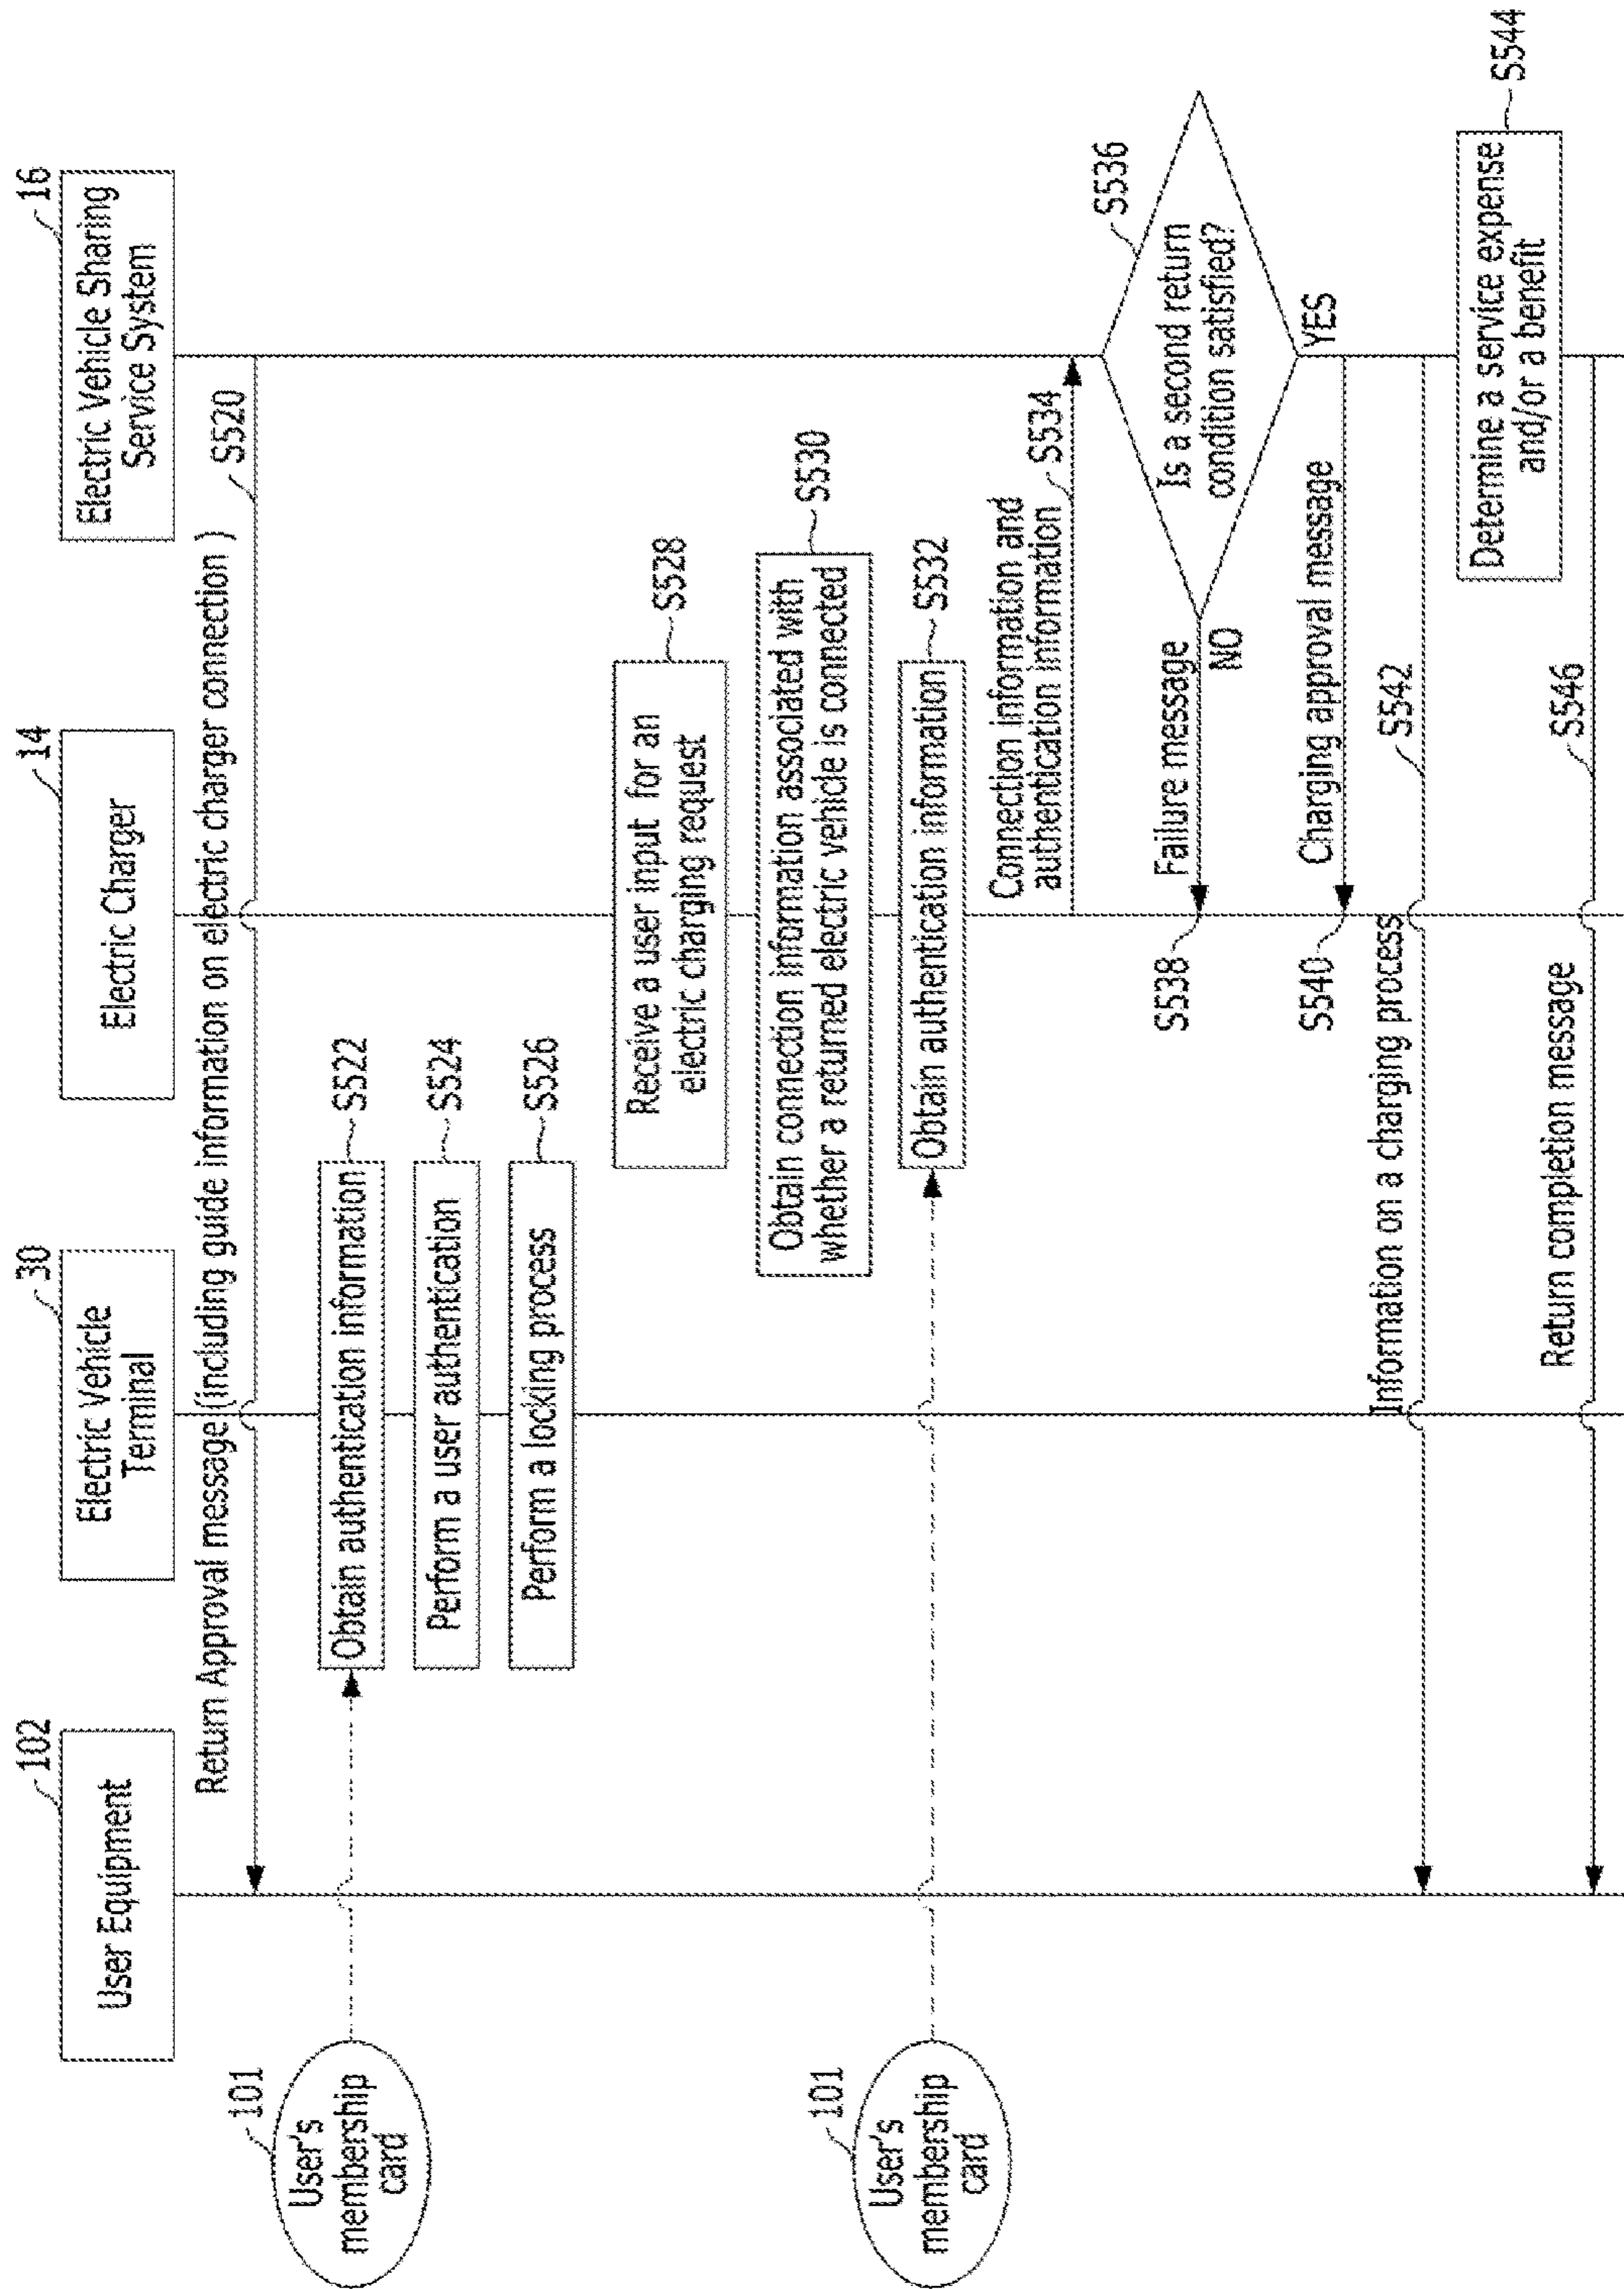 102
User Equipment
30
Electric Vehicle
Terminal
14
Electric Charger
16
Electric Vehicle Sharing
Service System
Return Approval message (including guide information on electric charger connection )
S520
101
User's
membership
card
Obtain authentication information
S522
Perform a user authentication
S524
Perform a locking process
S526
Receive a user input for an
electric charging request
S528
Obtain connection information associated with
whether a returned electric vehicle is connected
S530
101
User's
membership
card
Obtain authentication information
S532
Connection information and
authentication information
S534
Is a second return
condition satisfied?
S536
S538
Failure message
NO
YES
S540
Charging approval message
Information on a charging process
S542
Determine a service expense
and/or a benefit
S544
Return completion message
S546